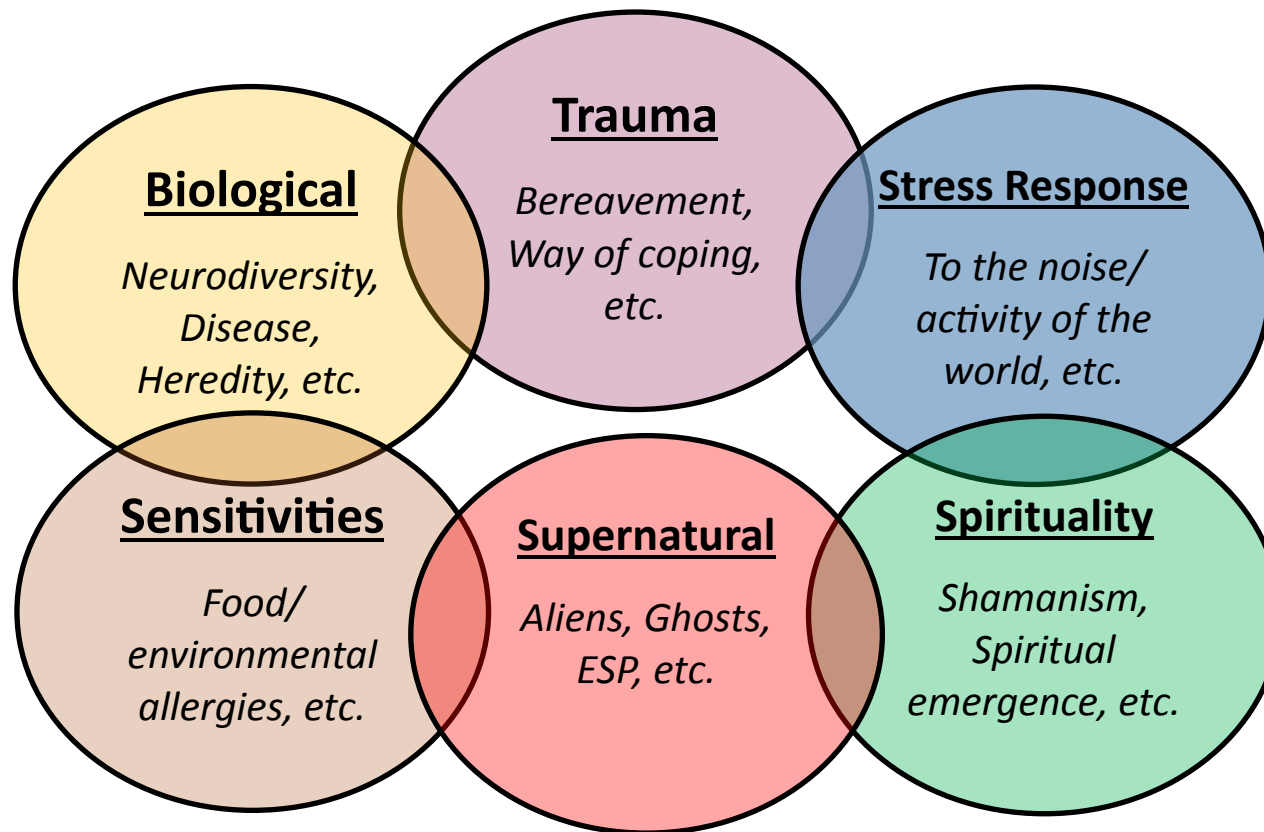 Trauma
Bereavement,
Way of coping,
etc.
Biological
Neurodiversity,
Disease,
Heredity, etc.
Stress Response
To the noise/
activity of the
world, etc.
Sensitivities
Food/
environmental
allergies, etc.
Supernatural
Aliens, Ghosts,
ESP, etc.
Spirituality
Shamanism,
Spiritual
emergence, etc.